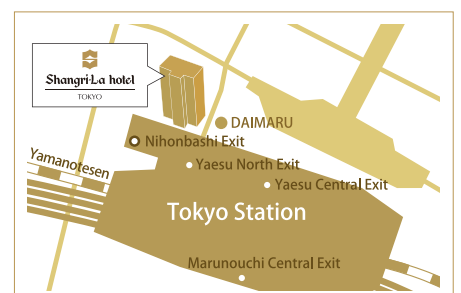 Shangri-La hotel
TOKYO
DAIMARU
Nihonbashi Exit
Yamanotesen
Yaesu North Exit
Yaesu Central Exit
Tokyo Station
Marunouchi Central Exit